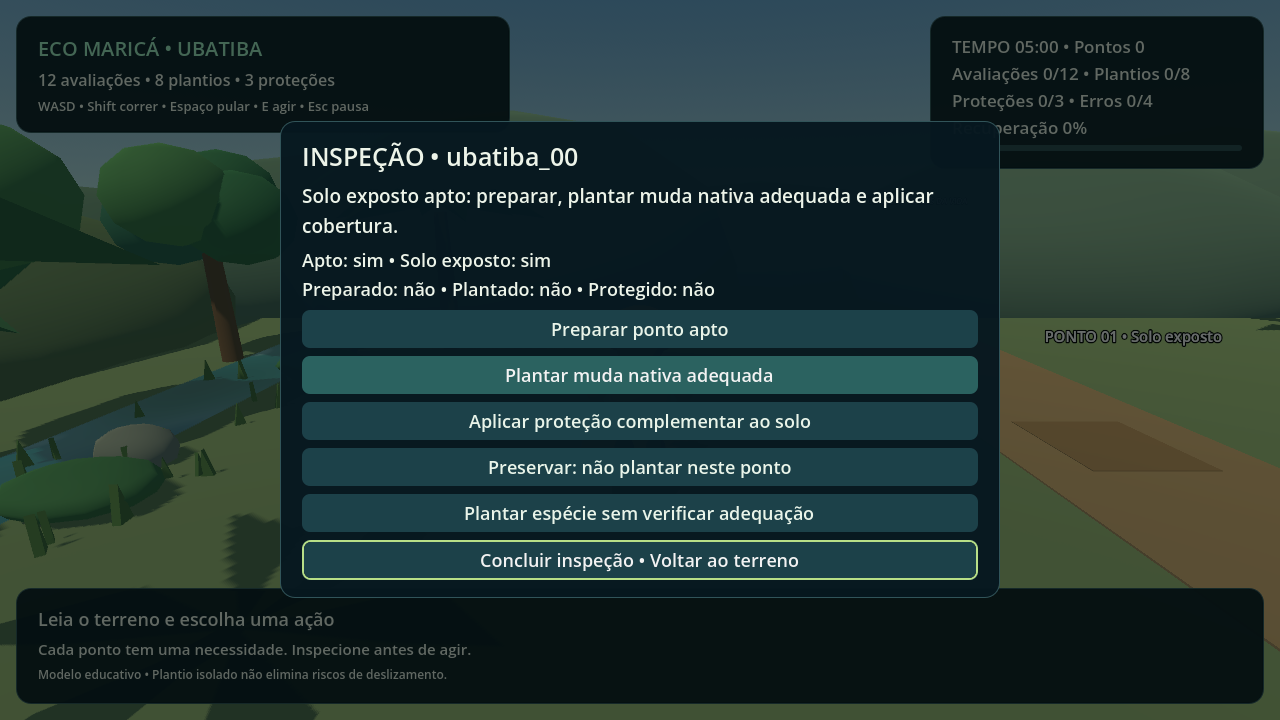 ECO MARICÁ • UBATIBA
12 avaliações • 8 plantios • 3 proteções
WASD • Shift correr • Espaço pular • E agir • Esc pausa
TEMPO 05:00 • Pontos 0
Avaliações 0/12 • Plantios 0/8
Proteções 0/3 • Erros 0/4
Recuperação 0%
INSPEÇÃO • ubatiba_00
Solo exposto apto: preparar, plantar muda nativa adequada e aplicar
cobertura.
Apto: sim • Solo exposto: sim
Preparado: não • Plantado: não • Protegido: não
Preparar ponto apto
Plantar muda nativa adequada
Aplicar proteção complementar ao solo
Preservar: não plantar neste ponto
Plantar espécie sem verificar adequação
Concluir inspeção • Voltar ao terreno
PONTO 01 • Solo exposto
Leia o terreno e escolha uma ação
Cada ponto tem uma necessidade. Inspecione antes de agir.
Modelo educativo • Plantio isolado não elimina riscos de deslizamento.